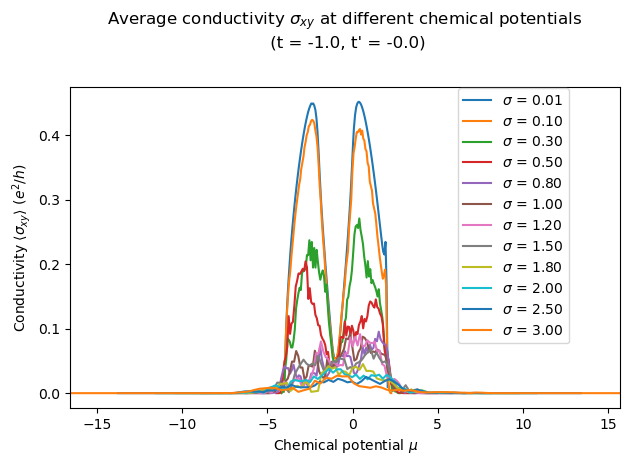 Average conductivity σxy at different chemical potentials
(t = -1.0, t' = -0.0)
Conductivity ⟨σxy⟩ (e²/h)
0.4
0.3
0.2
0.1
0.0
σ = 0.01
σ = 0.10
σ = 0.30
σ = 0.50
σ = 0.80
σ = 1.00
σ = 1.20
σ = 1.50
σ = 1.80
σ = 2.00
σ = 2.50
σ = 3.00
−15 −10 −5 0 5 10 15
Chemical potential μ